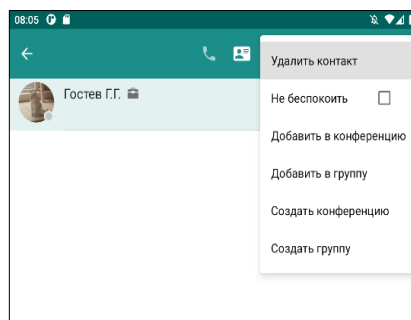 08:05
Удалить контакт
Гостев Г.Г.
Не беспокоить
Добавить в конференцию
Добавить в группу
Создать конференцию
Создать группу